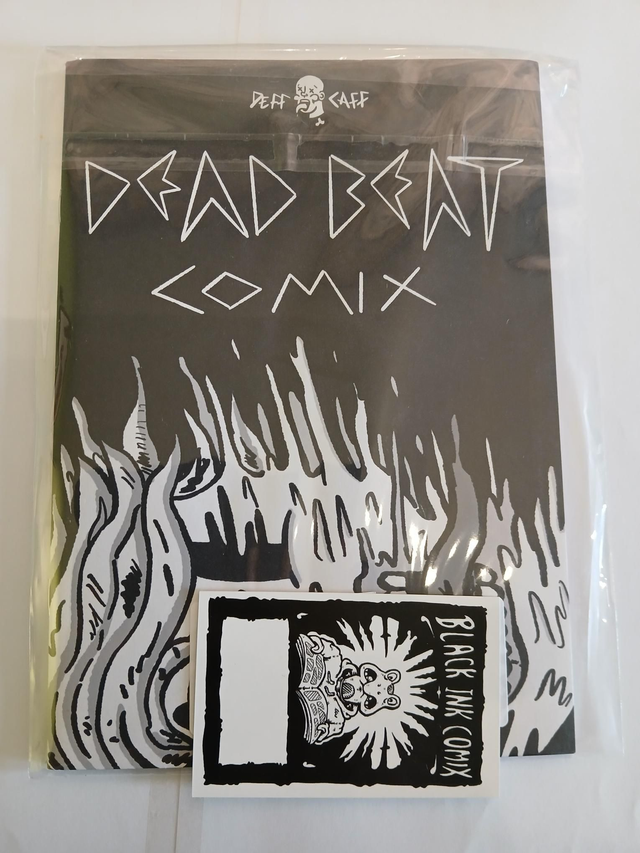 DEFF CAFF
DEAD BEAT
COMIX
BLACK INK COMIX